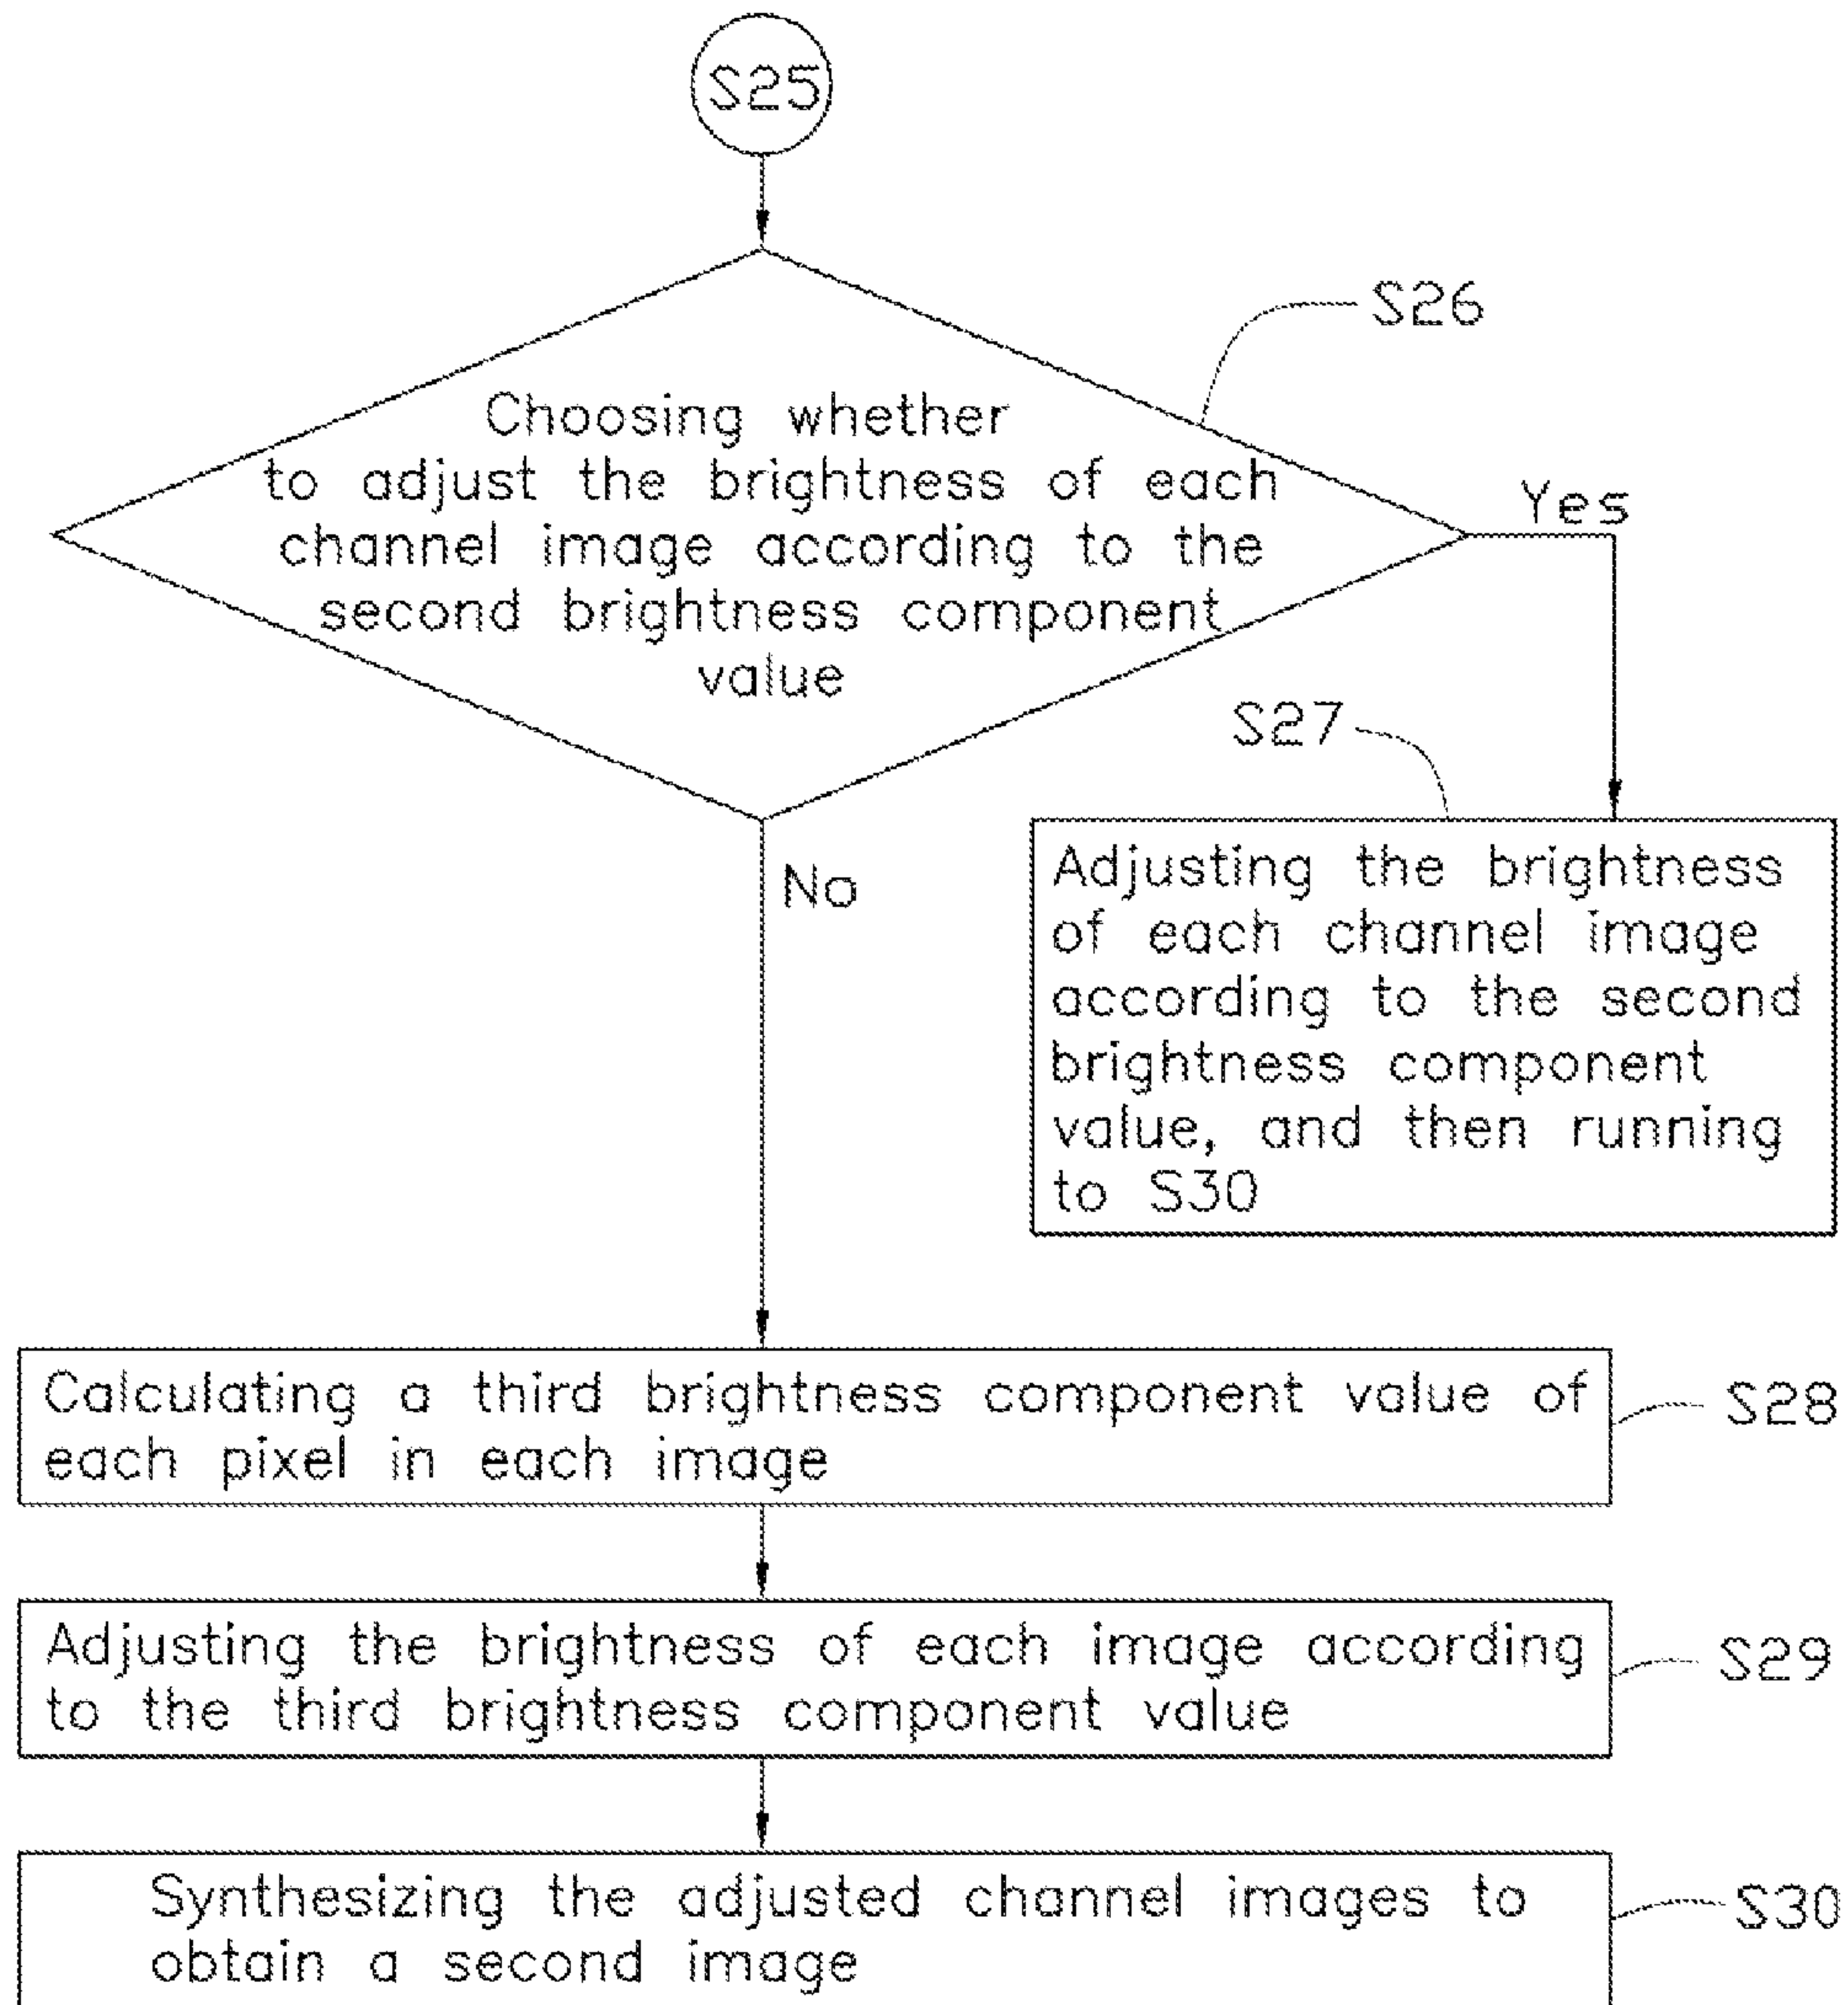 S25
S26
Choosing whether
to adjust the brightness of each
channel image according to the
second brightness component
value
Yes
S27
No
Adjusting the brightness
of each channel image
according to the second
brightness component
value, and then running
to S30
Calculating a third brightness component value of
each pixel in each image
S28
Adjusting the brightness of each image according
to the third brightness component value
S29
Synthesizing the adjusted channel images to
obtain a second image
S30